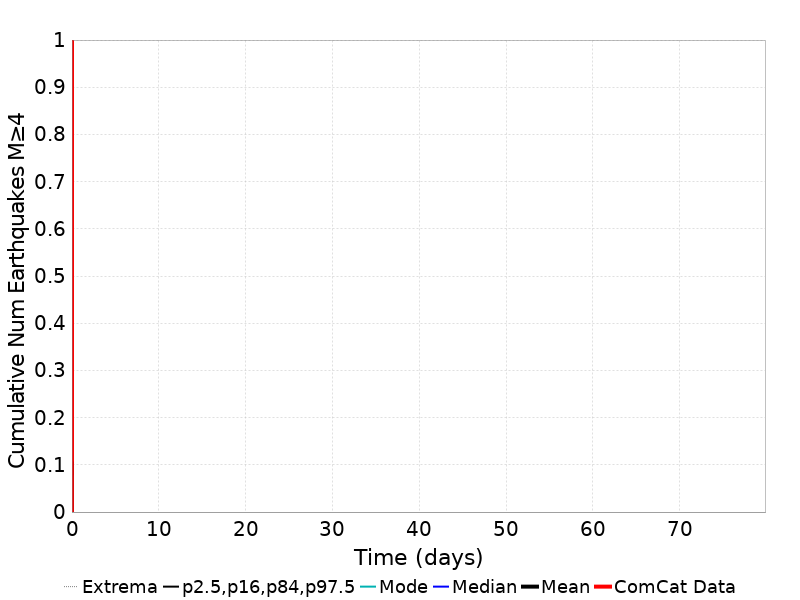 Cumulative Num Earthquakes M≥4
1
0.9
0.8
0.7
0.6
0.5
0.4
0.3
0.2
0.1
0
0 10 20 30 40 50 60 70
Time (days)
Extrema p2.5,p16,p84,p97.5 Mode Median Mean ComCat Data